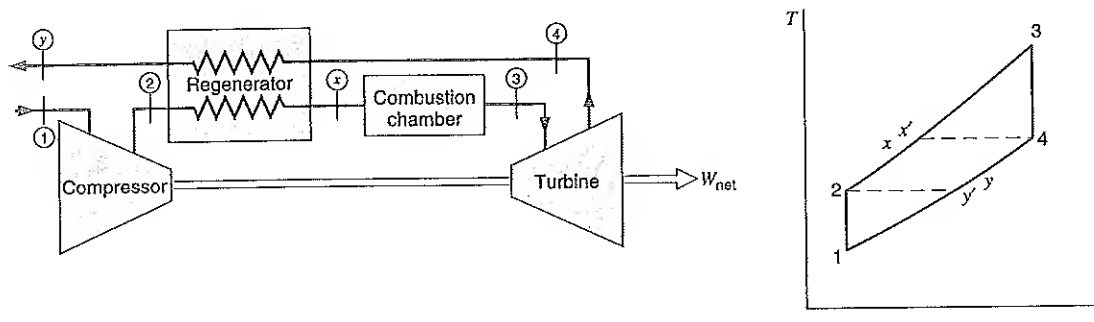 y
4
T
3
Regenerator
2
x
3
Combustion
chamber
1
x x'
4
Compressor
Turbine
W_net
2
y' y
1